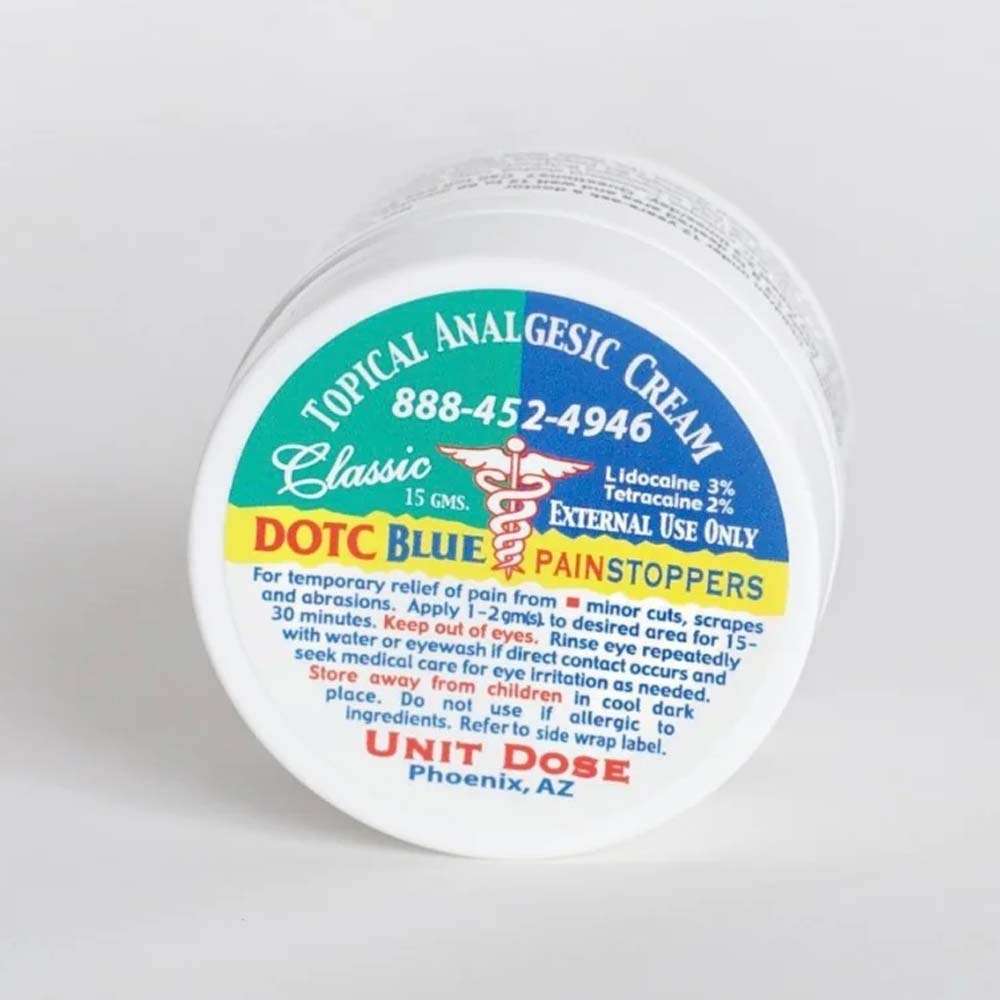 TOPICAL ANALGESIC CREAM
888-452-4946
Classic
15 GMS.
Lidocaine 3%
Tetracaine 2%
EXTERNAL USE ONLY
DOTC BLUE PAINSTOPPERS
For temporary relief of pain from ■ minor cuts, scrapes
and abrasions. Apply 1-2gm(s). to desired area for 15-
30 minutes. Keep out of eyes. Rinse eye repeatedly
with water or eyewash if direct contact occurs and
seek medical care for eye irritation as needed.
Store away from children in cool dark
place. Do not use if allergic to
ingredients. Refer to side wrap label.
UNIT DOSE
Phoenix, AZ